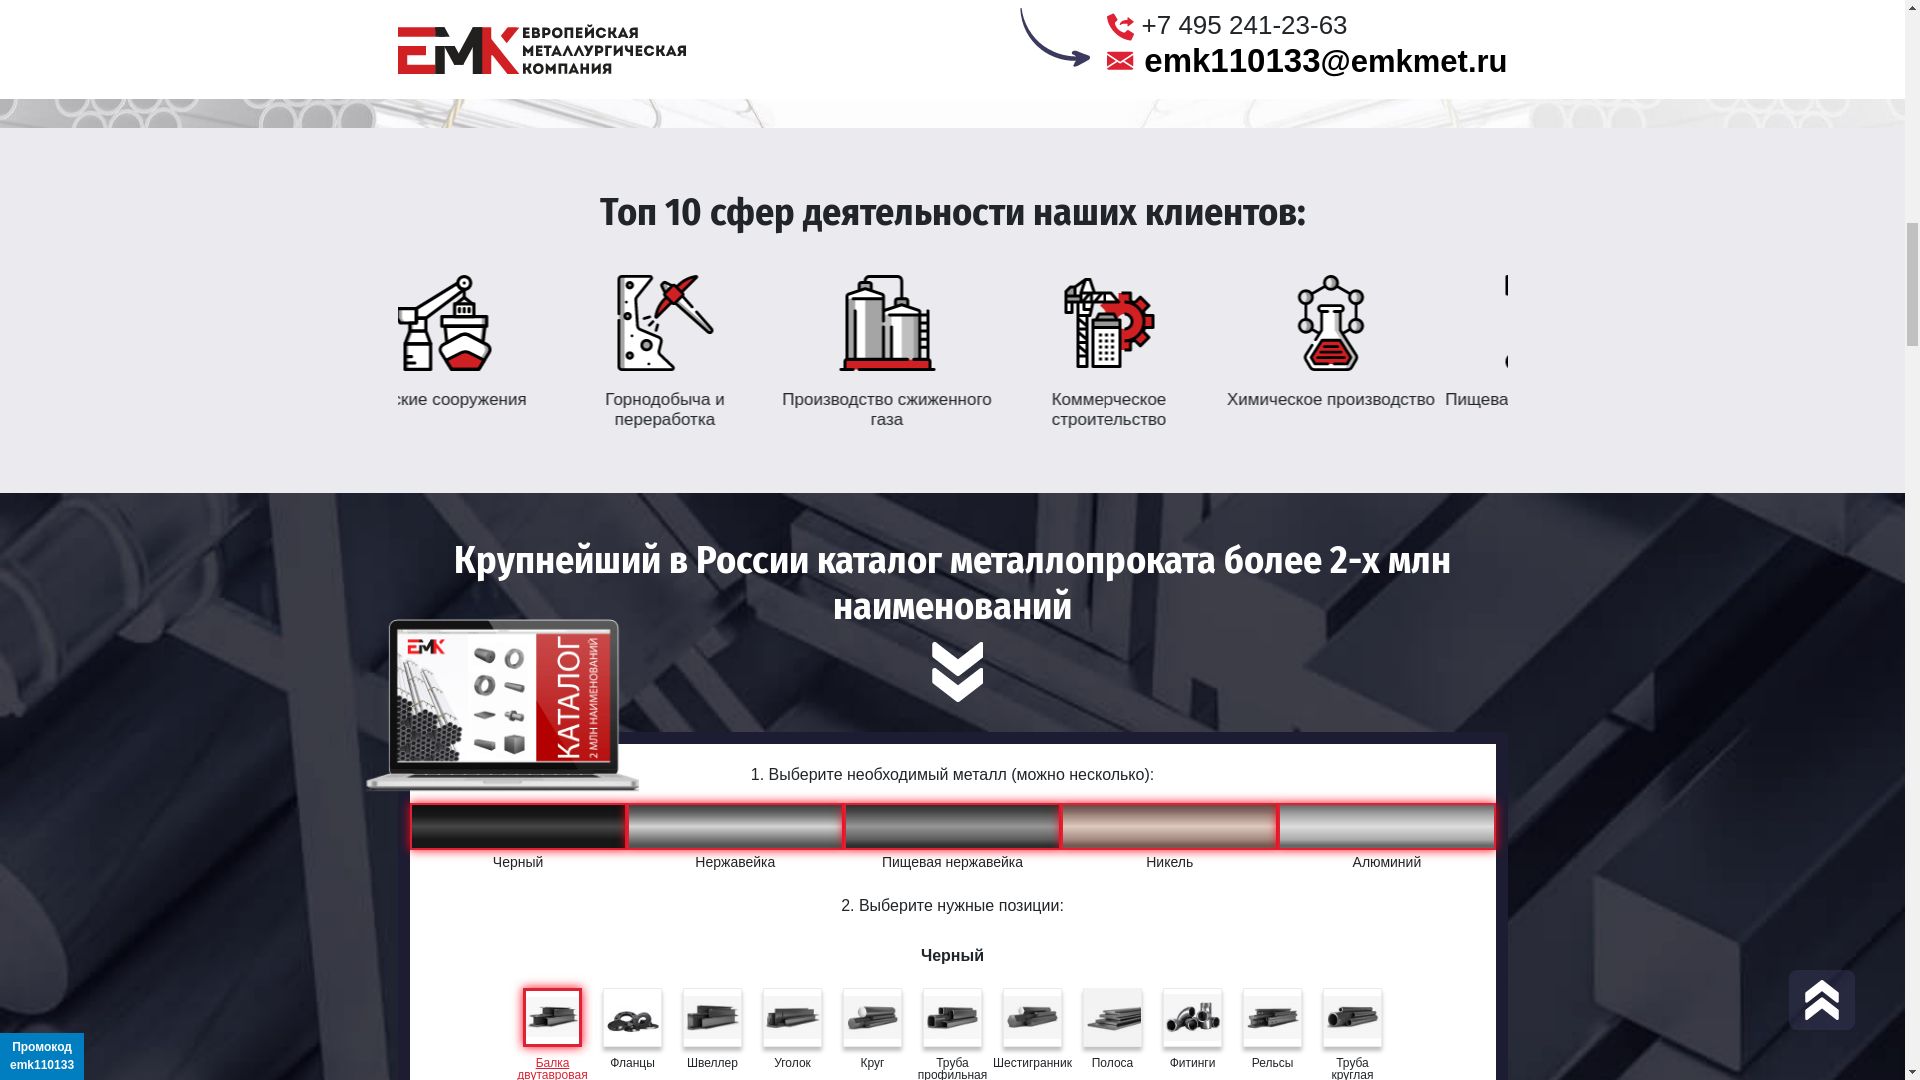 ЕМК ЕВРОПЕЙСКАЯ
МЕТАЛЛУРГИЧЕСКАЯ
КОМПАНИЯ
+7 495 241-23-63
emk110133@emkmet.ru
Топ 10 сфер деятельности наших клиентов:
ские сооружения
Горнодобыча и
переработка
Производство сжиженного
газа
Коммерческое
строительство
Химическое производство
Пищева
Крупнейший в России каталог металлопроката более 2-х млн
наименований
ЕМК
КАТАЛОГ
2 МЛН НАИМЕНОВАНИЙ
1. Выберите необходимый металл (можно несколько):
Черный
Нержавейка
Пищевая нержавейка
Никель
Алюминий
2. Выберите нужные позиции:
Черный
Балка
двутавровая
Фланцы
Швеллер
Уголок
Круг
Труба
профильная
Шестигранник
Полоса
Фитинги
Рельсы
Труба
круглая
Промокод
emk110133